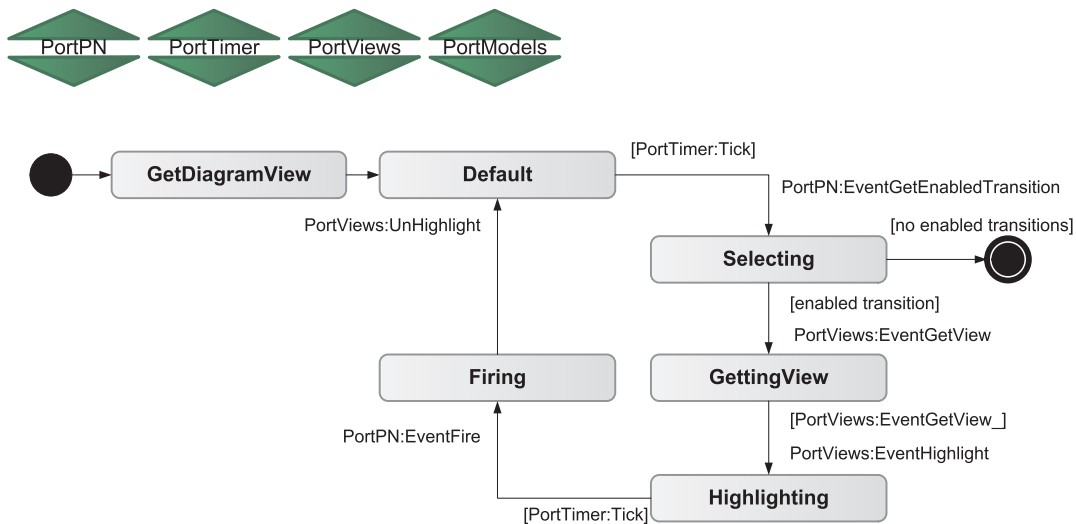 PortPN PortTimer PortViews PortModels
[PortTimer:Tick]
GetDiagramView Default
PortPN:EventGetEnabledTransition
PortViews:UnHighlight [no enabled transitions]
Selecting
[enabled transition]
PortViews:EventGetView
Firing GettingView
[PortViews:EventGetView_]
PortPN:EventFire
PortViews:EventHighlight
Highlighting
[PortTimer:Tick]